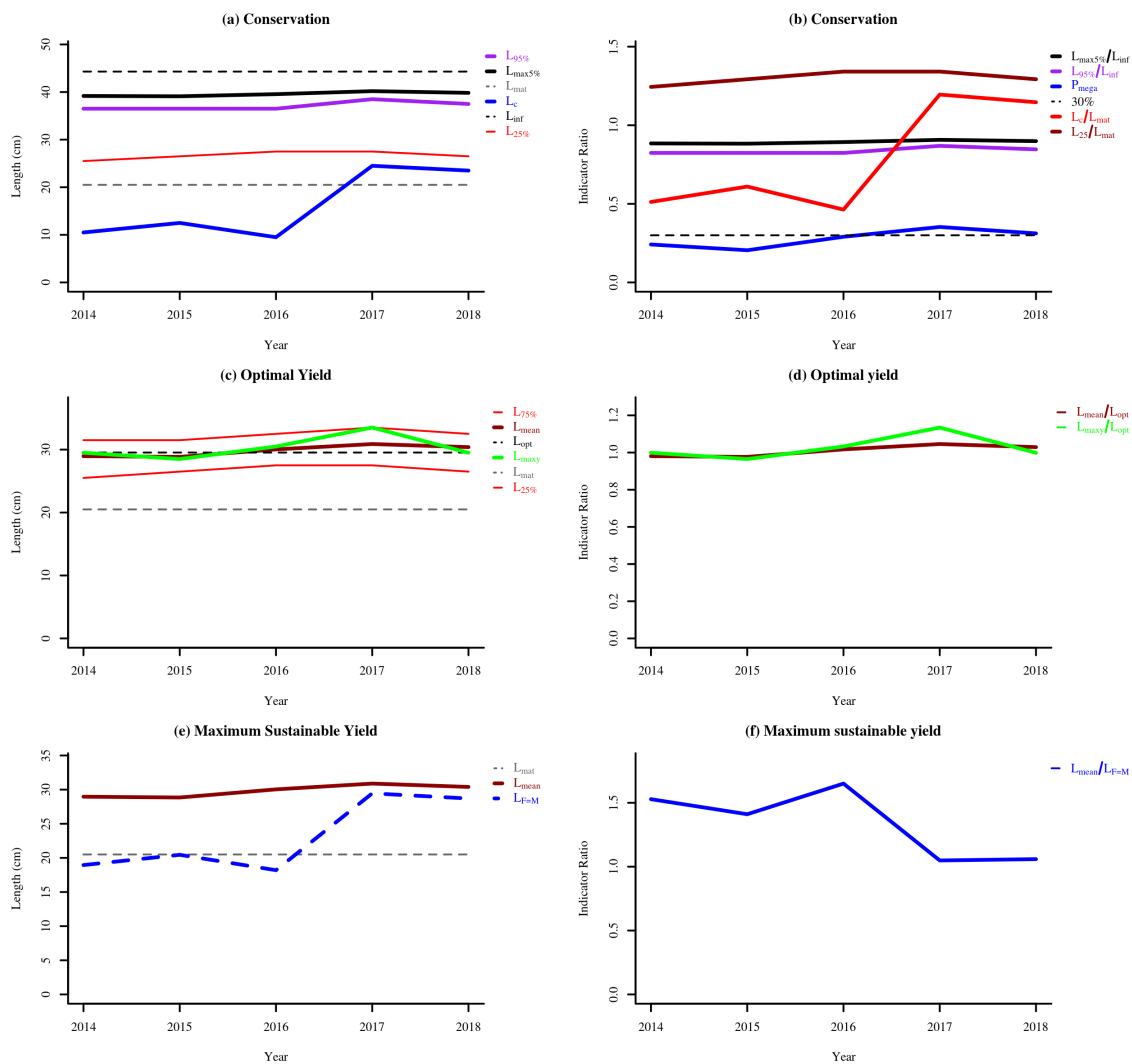 (a) Conservation
50
40
30
20
10
0
Length (cm)
2014 2015 2016 2017 2018
Year
L95%
Lmax5%
Lmat
Lc
Linf
L25%
(b) Conservation
1.5
1.0
0.5
0.0
Indicator Ratio
2014 2015 2016 2017 2018
Year
Lmax5%/Linf
L95%/Linf
Pmega
30%
Lc/Lmat
L25/Lmat
(c) Optimal Yield
30
20
10
0
Length (cm)
2014 2015 2016 2017 2018
Year
L75%
Lmean
Lopt
Lmaxy
Lmat
L25%
(d) Optimal yield
1.2
1.0
0.8
0.6
0.4
0.2
0.0
Indicator Ratio
2014 2015 2016 2017 2018
Year
Lmean/Lopt
Lmaxy/Lopt
(e) Maximum Sustainable Yield
35
30
25
20
15
10
5
0
Length (cm)
2014 2015 2016 2017 2018
Year
Lmat
Lmean
LF=M
(f) Maximum sustainable yield
1.5
1.0
0.5
0.0
Indicator Ratio
2014 2015 2016 2017 2018
Year
Lmean/LF=M